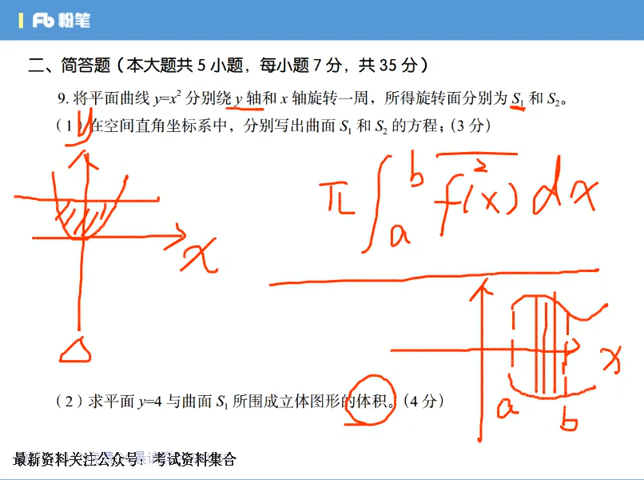 粉笔
二、简答题（本大题共 5 小题，每小题 7 分，共 35 分）
9. 将平面曲线 y=x² 分别绕 y 轴和 x 轴旋转一周，所得旋转面分别为 S₁ 和 S₂。
（1）在空间直角坐标系中，分别写出曲面 S₁ 和 S₂ 的方程；（3 分）
y
x
π∫ₐᵇ f²(x) dx
x
a b
（2）求平面 y=4 与曲面 S₁ 所围成立体图形的体积。（4 分）
最新资料关注公众号：考试资料集合